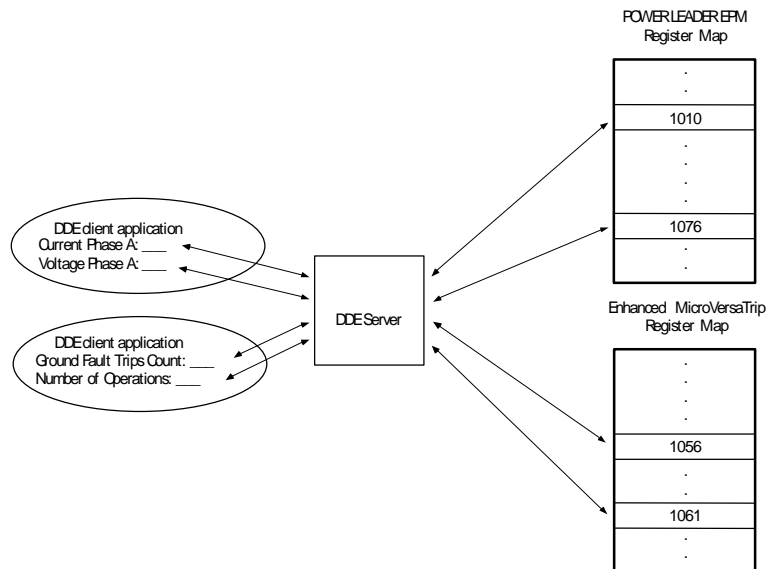 POWER LEADER EPM
Register Map
.
.
1010
.
.
.
.
1076
.
.
DDE client application
Current Phase A: ___
Voltage Phase A: ___
DDE Server
DDE client application
Ground Fault Trips Count: ___
Number of Operations: ___
Enhanced MicroVersaTrip
Register Map
.
.
.
.
1056
.
.
1061
.
.